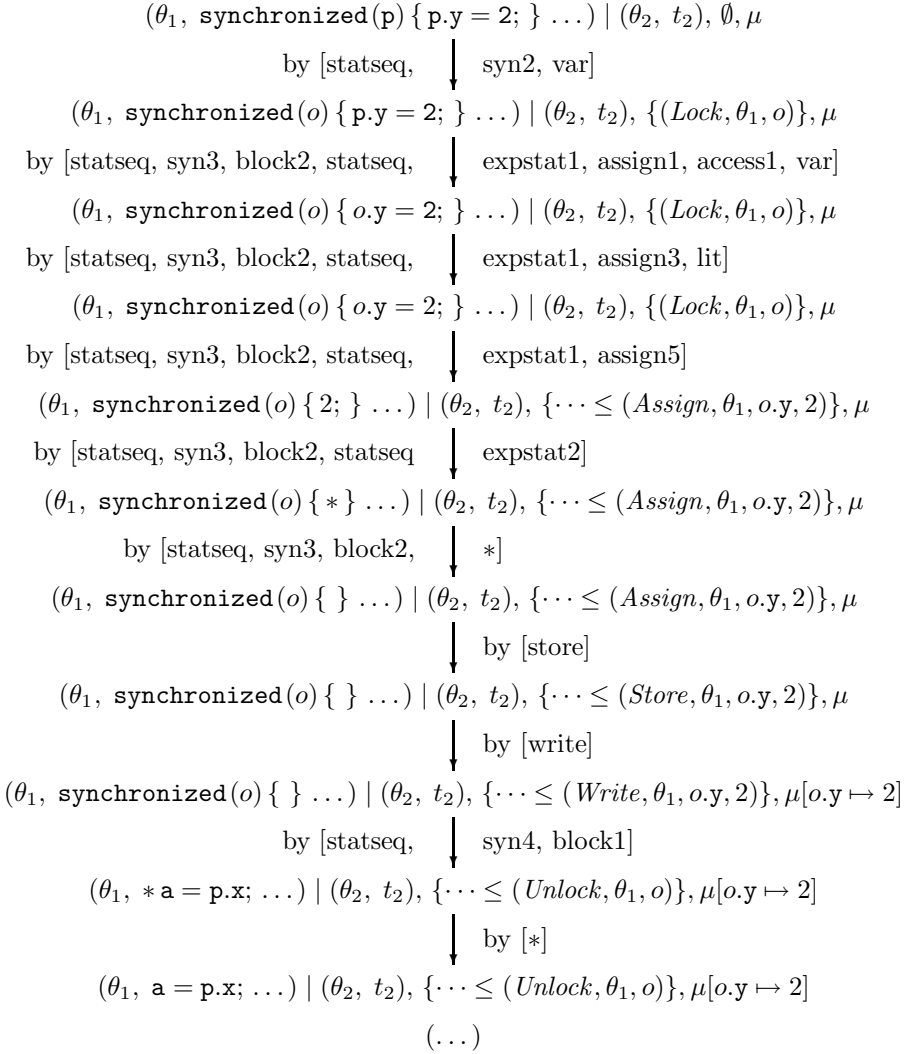 (θ₁, synchronized(p) { p.y = 2; } ...) | (θ₂, t₂), ∅, μ
by [statseq, syn2, var]
(θ₁, synchronized(o) { p.y = 2; } ...) | (θ₂, t₂), {(Lock, θ₁, o)}, μ
by [statseq, syn3, block2, statseq, expstat1, assign1, access1, var]
(θ₁, synchronized(o) { o.y = 2; } ...) | (θ₂, t₂), {(Lock, θ₁, o)}, μ
by [statseq, syn3, block2, statseq, expstat1, assign3, lit]
(θ₁, synchronized(o) { o.y = 2; } ...) | (θ₂, t₂), {(Lock, θ₁, o)}, μ
by [statseq, syn3, block2, statseq, expstat1, assign5]
(θ₁, synchronized(o) { 2; } ...) | (θ₂, t₂), {··· ≤ (Assign, θ₁, o.y, 2)}, μ
by [statseq, syn3, block2, statseq expstat2]
(θ₁, synchronized(o) { * } ...) | (θ₂, t₂), {··· ≤ (Assign, θ₁, o.y, 2)}, μ
by [statseq, syn3, block2, *]
(θ₁, synchronized(o) { } ...) | (θ₂, t₂), {··· ≤ (Assign, θ₁, o.y, 2)}, μ
by [store]
(θ₁, synchronized(o) { } ...) | (θ₂, t₂), {··· ≤ (Store, θ₁, o.y, 2)}, μ
by [write]
(θ₁, synchronized(o) { } ...) | (θ₂, t₂), {··· ≤ (Write, θ₁, o.y, 2)}, μ[o.y ↦ 2]
by [statseq, syn4, block1]
(θ₁, * a = p.x; ...) | (θ₂, t₂), {··· ≤ (Unlock, θ₁, o)}, μ[o.y ↦ 2]
by [*]
(θ₁, a = p.x; ...) | (θ₂, t₂), {··· ≤ (Unlock, θ₁, o)}, μ[o.y ↦ 2]
(...)